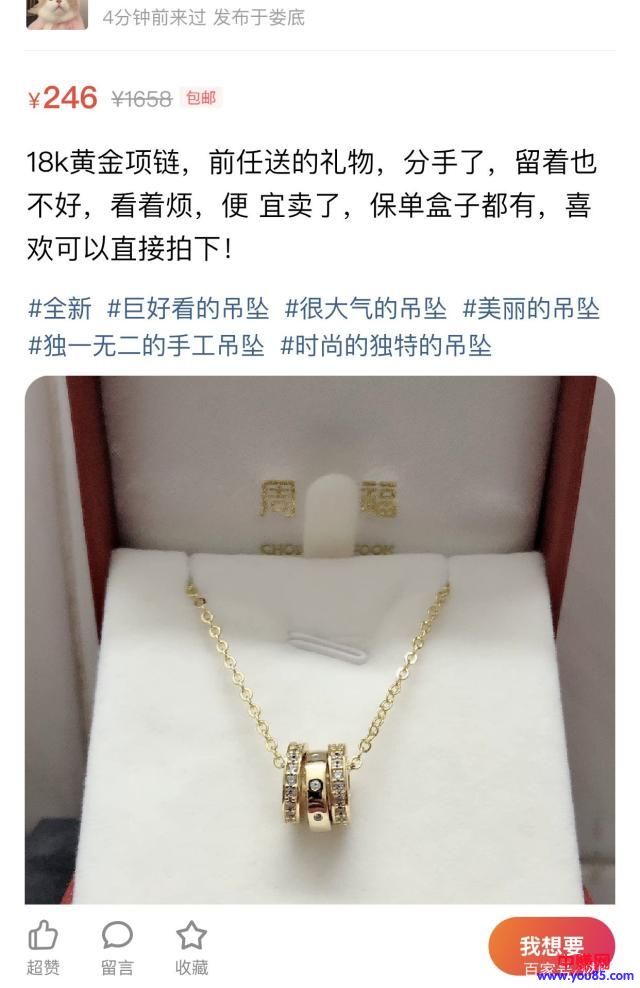 4分钟前来过 发布于娄底
¥246 ¥1658 包邮
18k黄金项链，前任送的礼物，分手了，留着也
不好，看着烦，便 宜卖了，保单盒子都有，喜
欢可以直接拍下！
#全新 #巨好看的吊坠 #很大气的吊坠 #美丽的吊坠
#独一无二的手工吊坠 #时尚的独特的吊坠
周 福
CHO OOK
超赞 留言 收藏
我想要
www.you85.com